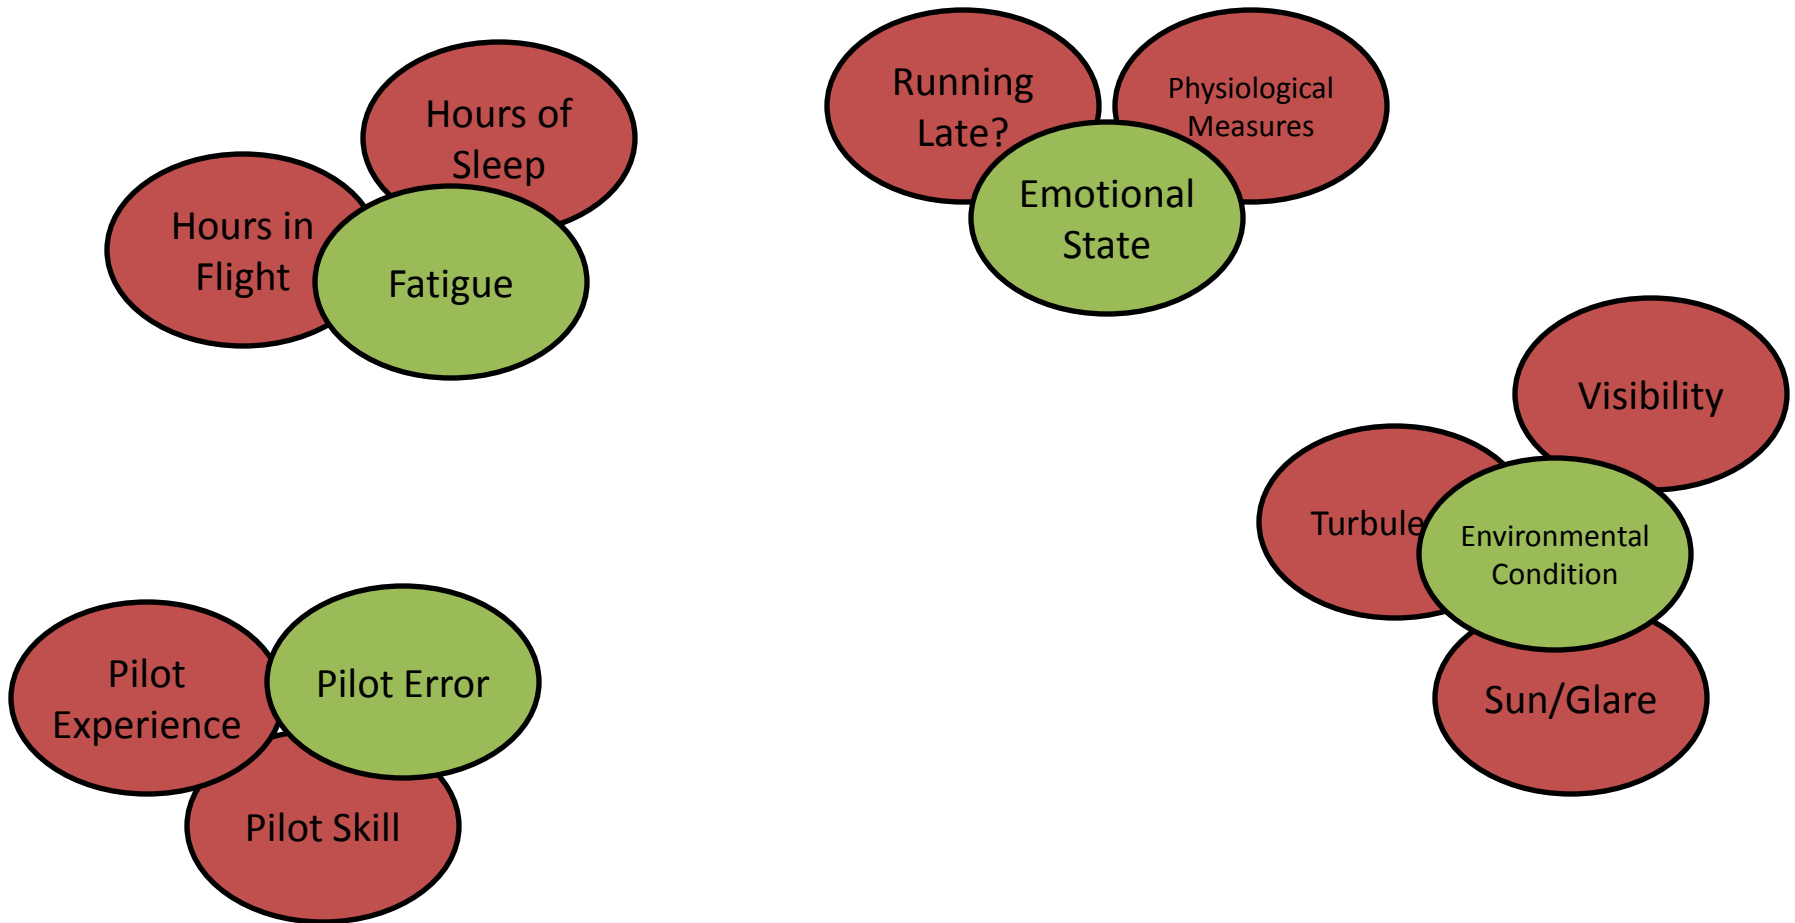 Hours of
Sleep
Hours in
Flight
Fatigue
Running
Late?
Physiological
Measures
Emotional
State
Visibility
Turbule
Environmental
Condition
Sun/Glare
Pilot
Experience
Pilot Error
Pilot Skill